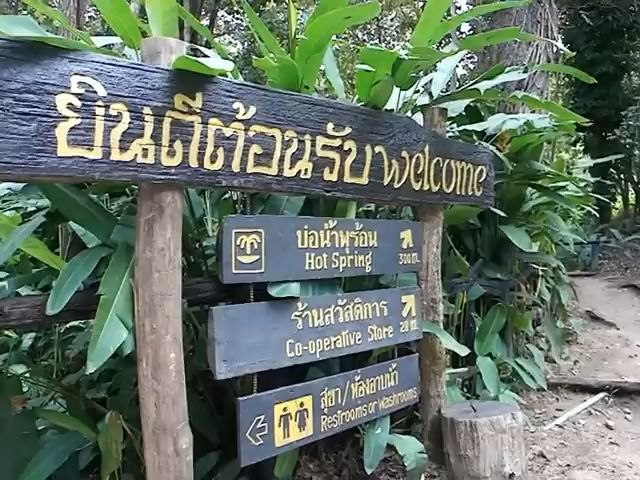 ยินดีต้อนรับ welcome
บ่อน้ำพุร้อน
Hot Spring 300 m.
ร้านสวัสดิการ
Co-operative Store 20 m.
สุขา/ห้องอาบน้ำ
Restrooms or Washrooms